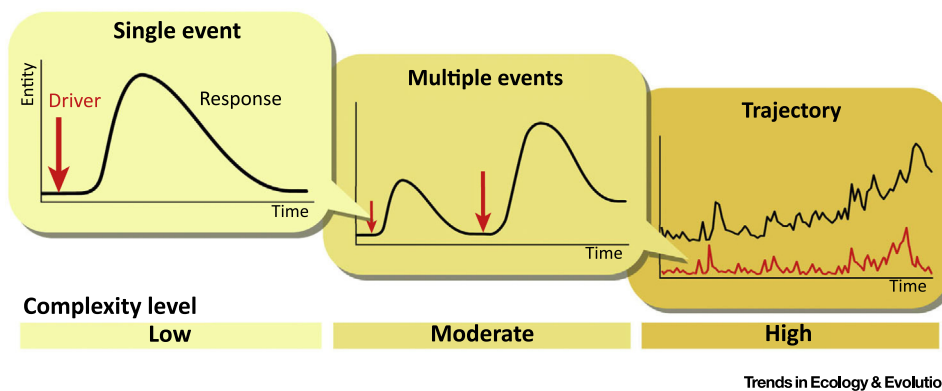 Single event
Entity
Driver
Response
Time
Multiple events
Time
Trajectory
Time
Complexity level
Low
Moderate
High
Trends in Ecology & Evolutio